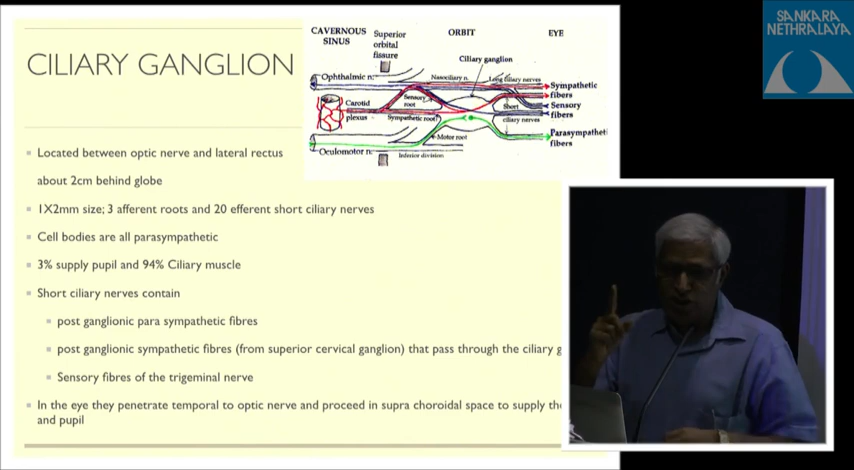 SANKARA
NETHRALAYA
CILIARY GANGLION
CAVERNOUS
SINUS
Superior
orbital
fissure
ORBIT
EYE
Ciliary ganglion
Ophthalmic n.
Nasociliary n.
Long ciliary nerves
Sympathetic
fibers
Sensory
root
Short
Sensory
fibers
Carotid
plexus
Sympathetic root
ciliary nerves
Parasympatheti
fibers
Motor root
Oculomotor n.
Inferior division
Located between optic nerve and lateral rectus
about 2cm behind globe
1X2mm size; 3 afferent roots and 20 efferent short ciliary nerves
Cell bodies are all parasympathetic
3% supply pupil and 94% Ciliary muscle
Short ciliary nerves contain
post ganglionic para sympathetic fibres
post ganglionic sympathetic fibres (from superior cervical ganglion) that pass through the ciliary g
Sensory fibres of the trigeminal nerve
In the eye they penetrate temporal to optic nerve and proceed in supra choroidal space to supply th
and pupil